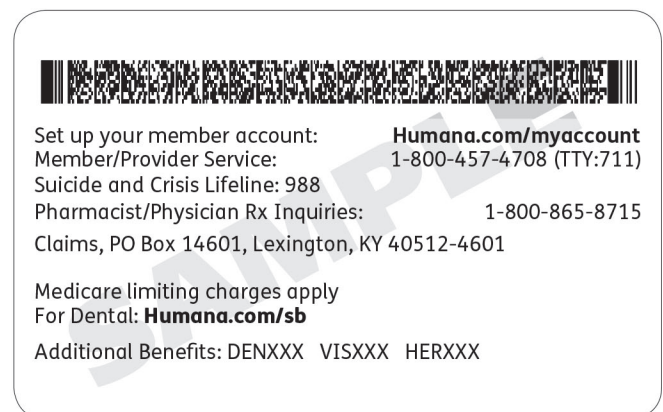 Set up your member account: Humana.com/myaccount
Member/Provider Service: 1-800-457-4708 (TTY:711)
Suicide and Crisis Lifeline: 988
Pharmacist/Physician Rx Inquiries: 1-800-865-8715
Claims, PO Box 14601, Lexington, KY 40512-4601
Medicare limiting charges apply
For Dental: Humana.com/sb
Additional Benefits: DENXXX VISXXX HERXXX
SAMPLE